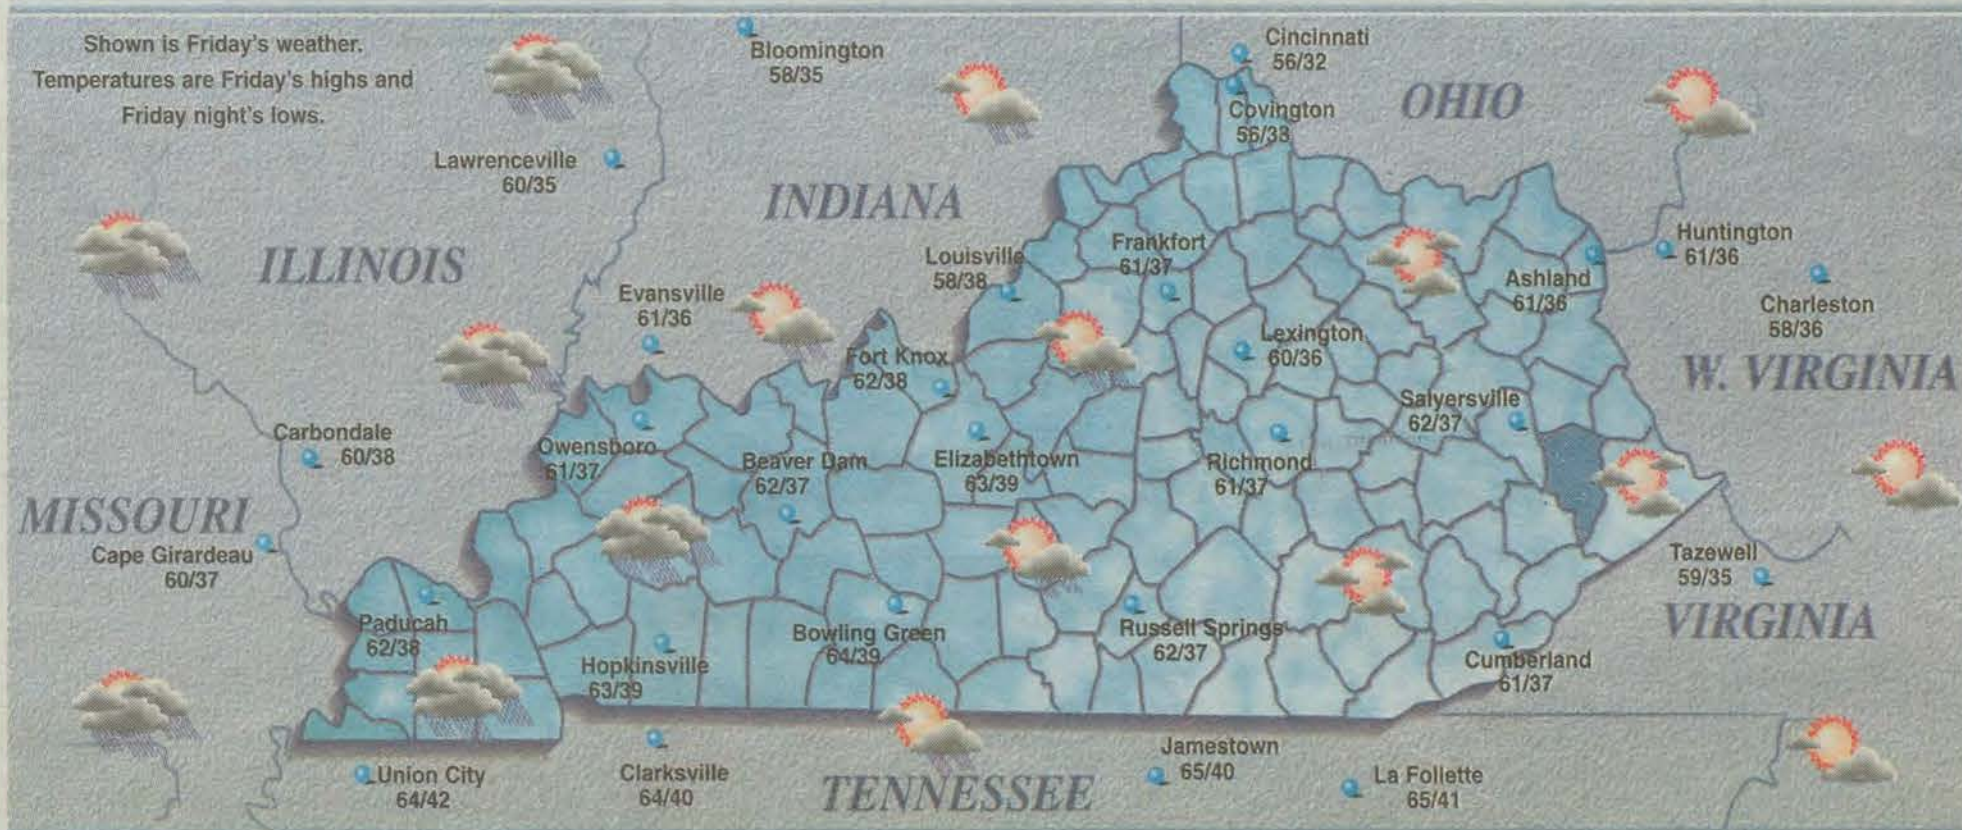 Shown is Friday's weather.
Temperatures are Friday's highs and
Friday night's lows.
Bloomington
58/35
Cincinnati
56/32
Covington
56/33
OHIO
Lawrenceville
60/35
INDIANA
ILLINOIS
Louisville
58/38
Frankfort
61/37
Huntington
61/36
Ashland
61/36
Charleston
58/36
Evansville
61/36
Lexington
60/36
Fort Knox
62/38
W. VIRGINIA
Salyersville
62/37
Carbondale
60/38
Owensboro
61/37
Beaver Dam
62/37
Elizabethtown
63/39
Richmond
61/37
MISSOURI
Cape Girardeau
60/37
Tazewell
59/35
VIRGINIA
Paducah
62/38
Hopkinsville
63/39
Bowling Green
64/39
Russell Springs
62/37
Cumberland
61/37
Union City
64/42
Clarksville
64/40
TENNESSEE
Jamestown
65/40
La Follette
65/41